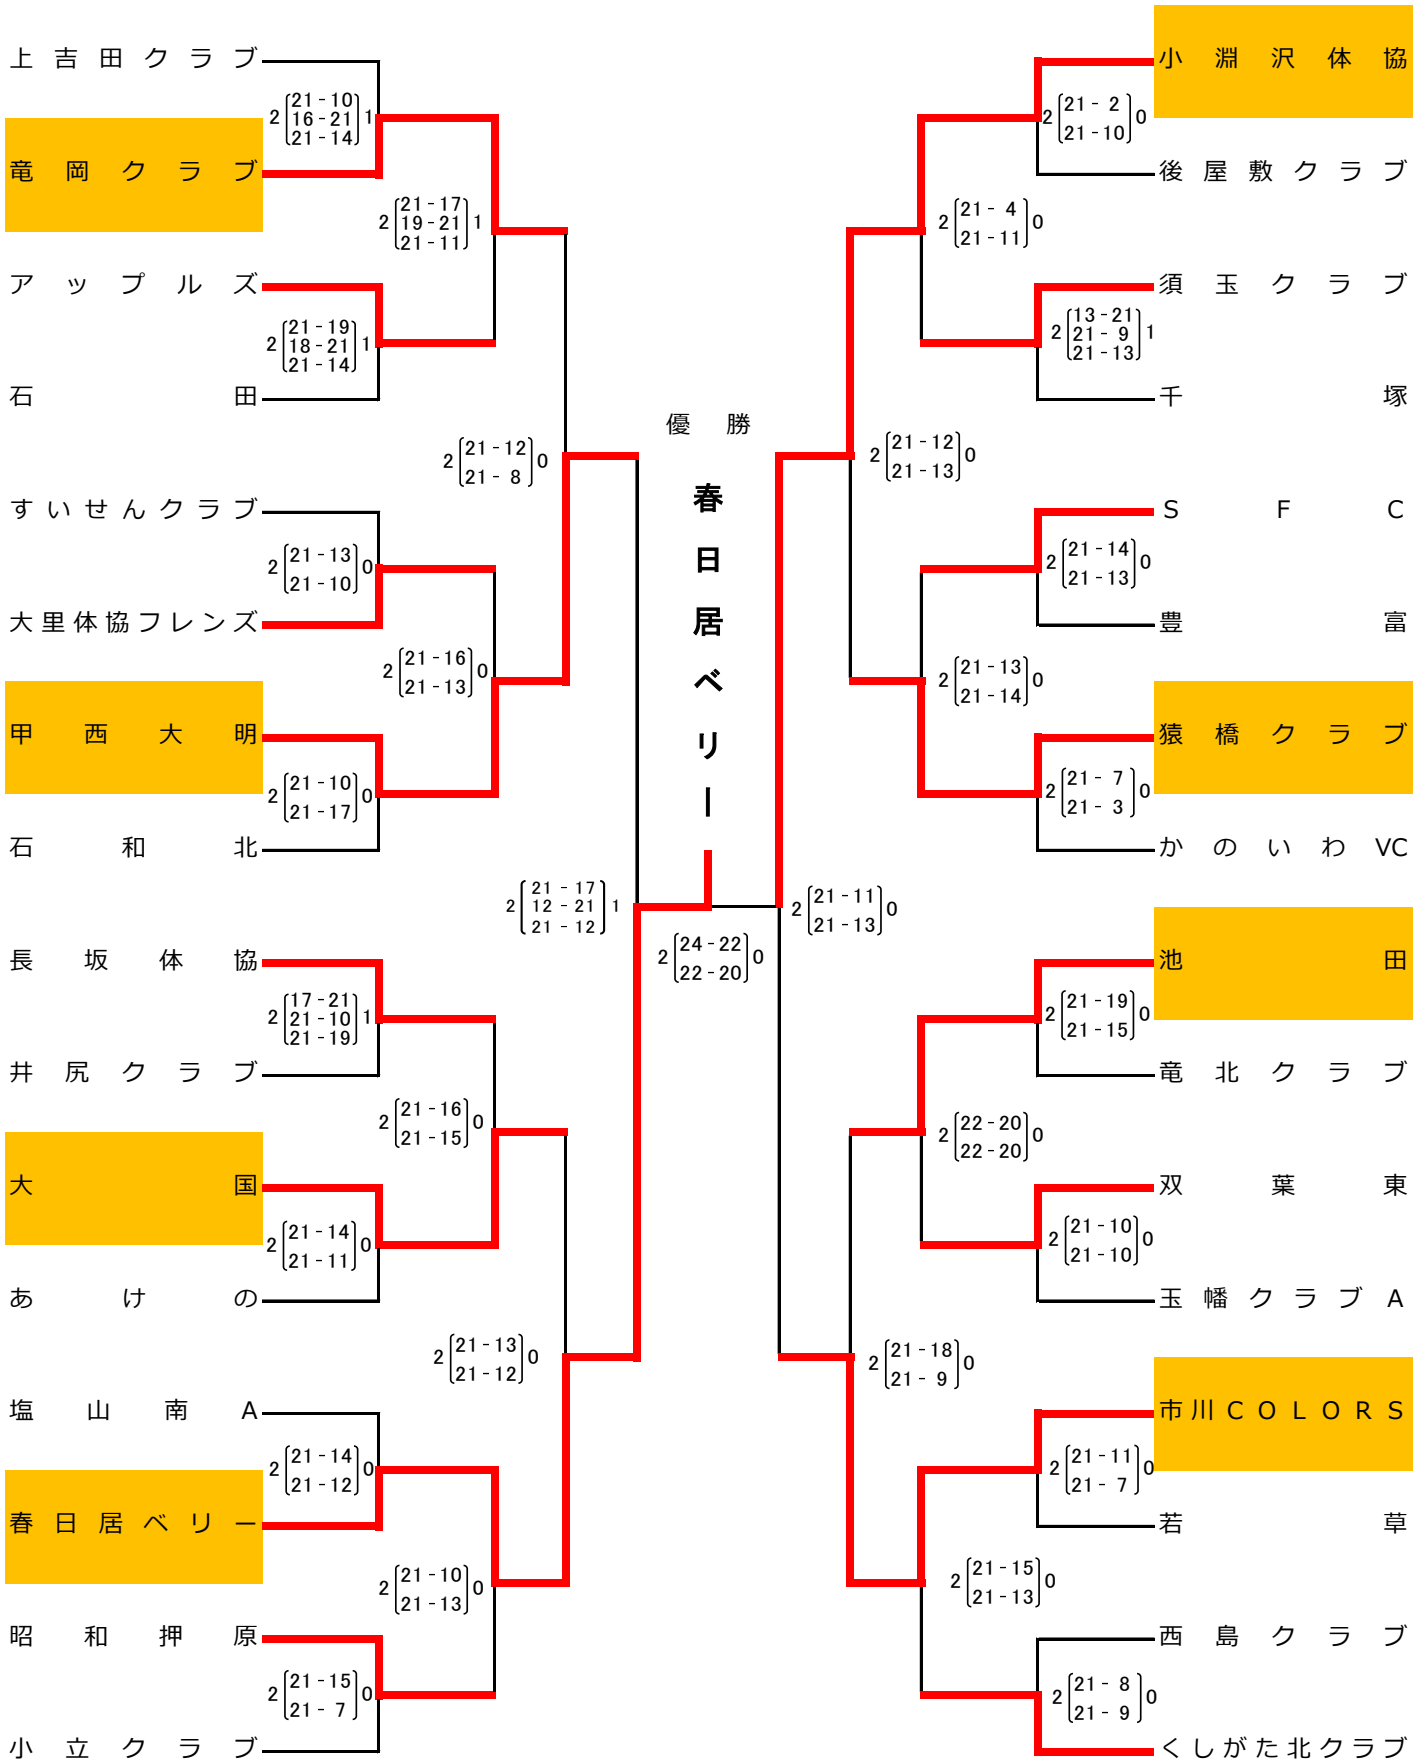 上吉田クラブ
2 21-10 1
16-21
21-14
竜岡クラブ
2 21-17 1
19-21
21-11
アップルズ
2 21-19 1
18-21
21-14
石田
2 21-12 0
21- 8
すいせんクラブ
2 21-13 0
21-10
大里体協フレンズ
2 21-16 0
21-13
甲西大明
2 21-10 0
21-17
石和北
2 21-17 1
12-21
21-12
長坂体協
2 17-21 1
21-10
21-19
井尻クラブ
2 21-16 0
21-15
大国
2 21-14 0
21-11
あけの
2 21-13 0
21-12
塩山南A
2 21-14 0
21-12
春日居ベリー
2 21-10 0
21-13
昭和押原
2 21-15 0
21- 7
小立クラブ
優勝
春日居ベリー
2 24-22 0
22-20
小淵沢体協
2 21- 2 0
21-10
後屋敷クラブ
2 21- 4 0
21-11
須玉クラブ
2 13-21 1
21- 9
21-13
千塚
2 21-12 0
21-13
SFC
2 21-14 0
21-13
豊富
2 21-13 0
21-14
猿橋クラブ
2 21- 7 0
21- 3
かのいわVC
2 21-11 0
21-13
池田
2 21-19 0
21-15
竜北クラブ
2 22-20 0
22-20
双葉東
2 21-10 0
21-10
玉幡クラブA
2 21-18 0
21- 9
市川COLORS
2 21-11 0
21- 7
若草
2 21-15 0
21-13
西島クラブ
2 21- 8 0
21- 9
くしがた北クラブ